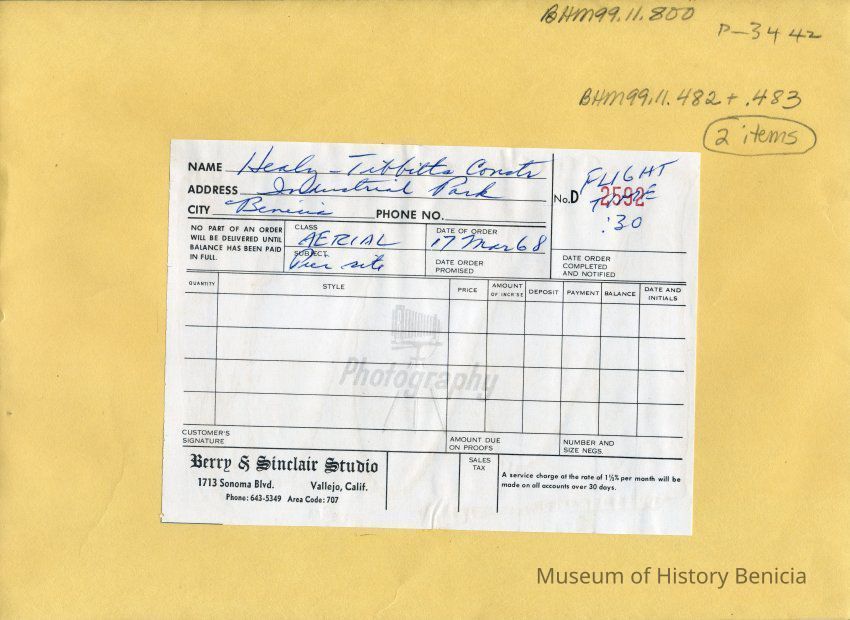 BHM99.11.800
P-3442
BHM99.11.482 + .483
2 items
NAME Healy-Tibbitts Constr
ADDRESS Industrial Park
CITY Benicia PHONE NO.
No. D 2592
FLIGHT
TIME
:30
NO PART OF AN ORDER
WILL BE DELIVERED UNTIL
BALANCE HAS BEEN PAID
IN FULL.
CLASS
AERIAL
SUBJECT
Pier site
DATE OF ORDER
17 Mar 68
DATE ORDER
PROMISED
DATE ORDER
COMPLETED
AND NOTIFIED
QUANTITY STYLE PRICE AMOUNT OF INCR'SE DEPOSIT PAYMENT BALANCE DATE AND INITIALS
Photography
CUSTOMER'S
SIGNATURE
AMOUNT DUE
ON PROOFS
NUMBER AND
SIZE NEGS.
Berry & Sinclair Studio
1713 Sonoma Blvd. Vallejo, Calif.
Phone: 643-5349 Area Code: 707
SALES
TAX
A service charge at the rate of 1½% per month will be
made on all accounts over 30 days.
Museum of History Benicia